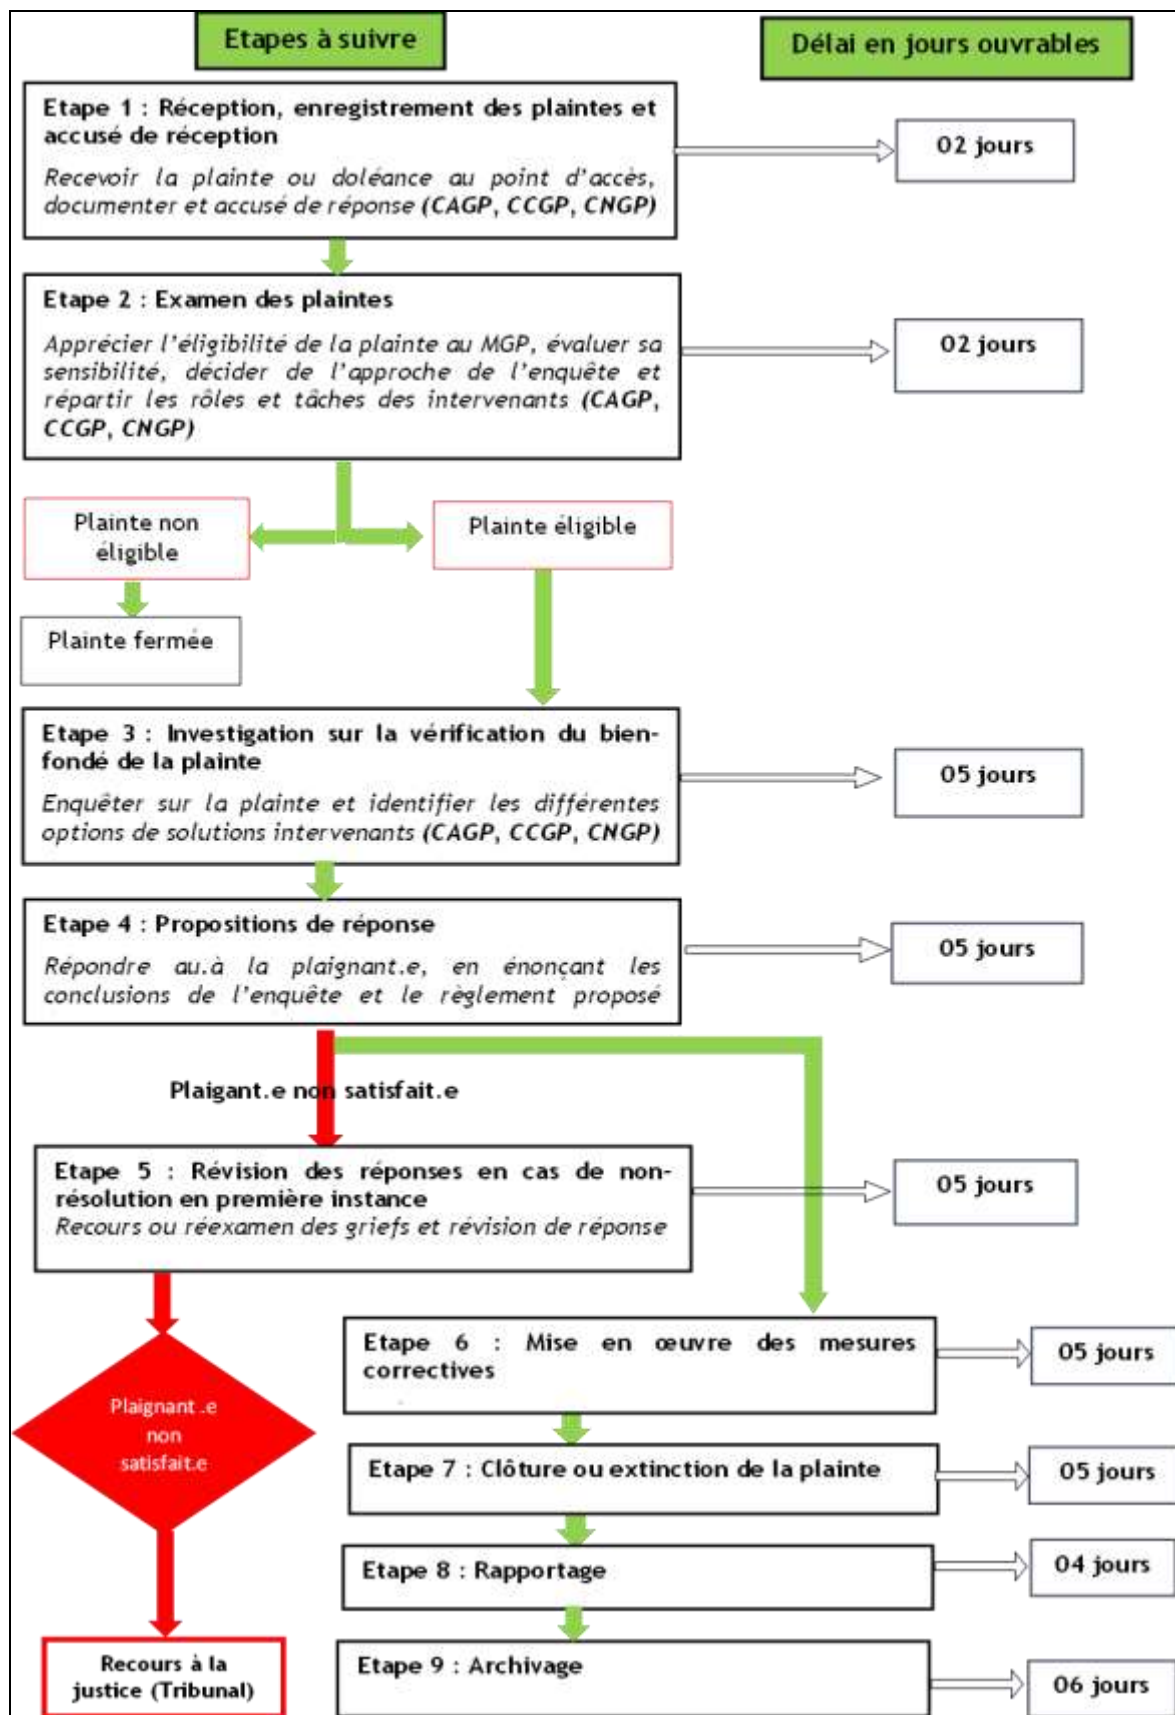 Etapes à suivre
Délai en jours ouvrables
Etape 1 : Réception, enregistrement des plaintes et
accusé de réception
Recevoir la plainte ou doléance au point d'accès,
documenter et accusé de réponse (CAGP, CCGP, CNGP)
02 jours
Etape 2 : Examen des plaintes
Apprécier l'éligibilité de la plainte au MGP, évaluer sa
sensibilité, décider de l'approche de l'enquête et
répartir les rôles et tâches des intervenants (CAGP,
CCGP, CNGP)
02 jours
Plainte non
éligible
Plainte éligible
Plainte fermée
Etape 3 : Investigation sur la vérification du bien-
fondé de la plainte
Enquêter sur la plainte et identifier les différentes
options de solutions intervenants (CAGP, CCGP, CNGP)
05 jours
Etape 4 : Propositions de réponse
Répondre au.à la plaignant.e, en énonçant les
conclusions de l'enquête et le règlement proposé
05 jours
Plaigant.e non satisfait.e
Etape 5 : Révision des réponses en cas de non-
résolution en première instance
Recours ou réexamen des griefs et révision de réponse
05 jours
Plaignant.e
non
satisfait.e
Recours à la
justice (Tribunal)
Etape 6 : Mise en œuvre des mesures
correctives
05 jours
Etape 7 : Clôture ou extinction de la plainte
05 jours
Etape 8 : Rapportage
04 jours
Etape 9 : Archivage
06 jours